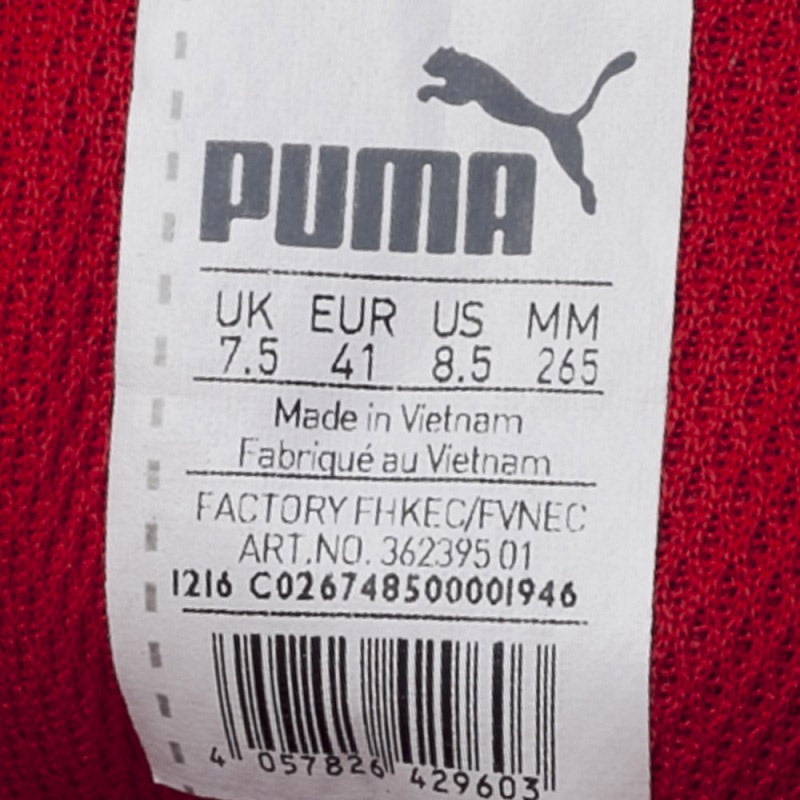 PUMA
UK EUR US MM
7.5 41 8.5 265
Made in Vietnam
Fabriqué au Vietnam
FACTORY FHKEC/FVNEC
ART.NO. 362395 01
1216 C026748500001946
4 057826 429603